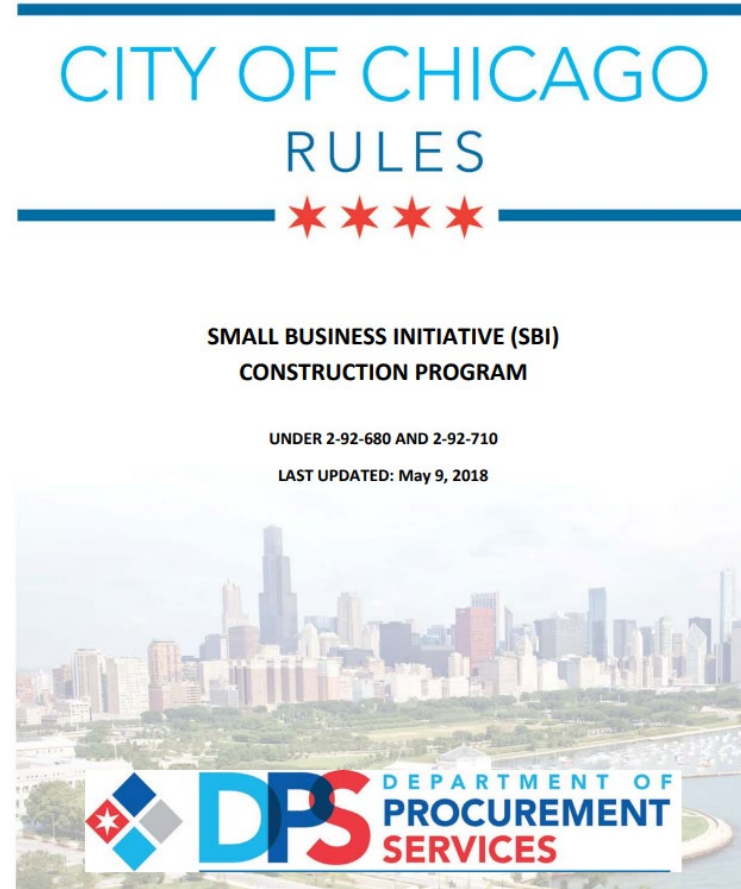 CITY OF CHICAGO
RULES
SMALL BUSINESS INITIATIVE (SBI)
CONSTRUCTION PROGRAM
UNDER 2-92-680 AND 2-92-710
LAST UPDATED: May 9, 2018
DPS
DEPARTMENT OF
PROCUREMENT
SERVICES